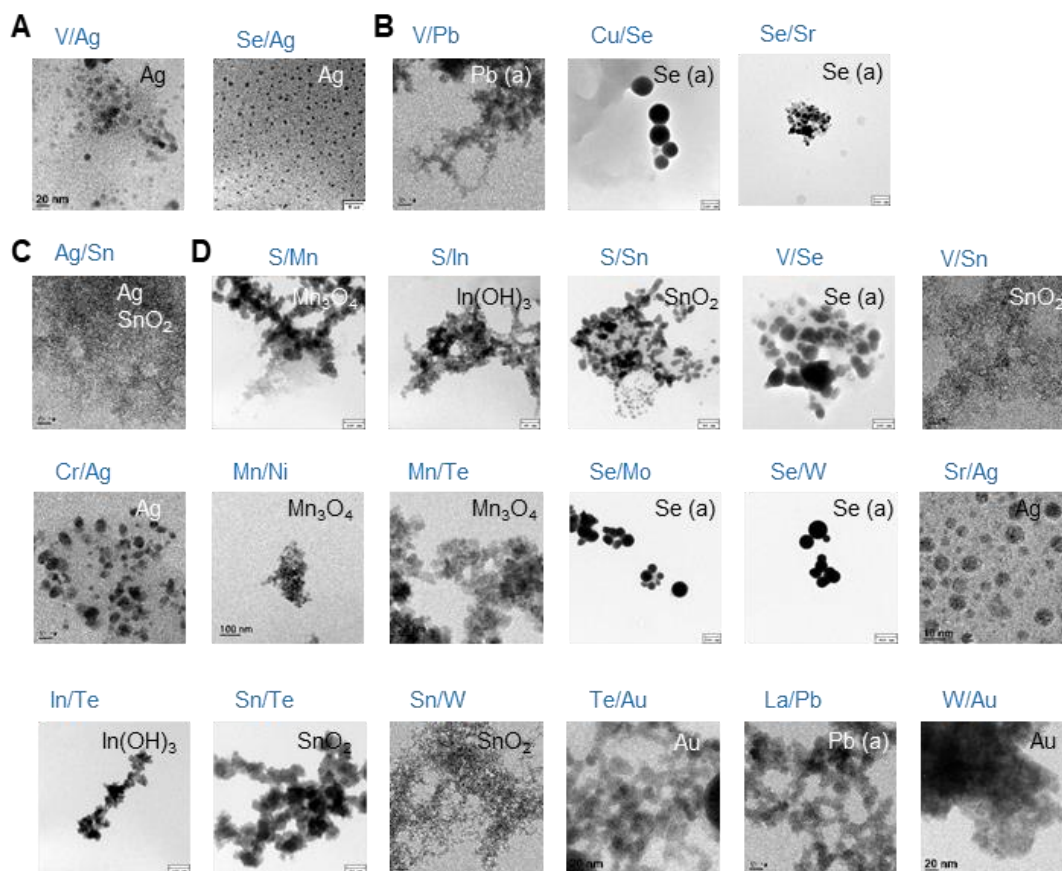 A
B
V/Ag
Se/Ag
V/Pb
Cu/Se
Se/Sr
Ag
Ag
Pb (a)
Se (a)
Se (a)
20 nm
C
D
Ag/Sn
S/Mn
S/In
S/Sn
V/Se
V/Sn
Ag
SnO₂
Mn₃O₄
In(OH)₃
SnO₂
Se (a)
SnO₂
Cr/Ag
Mn/Ni
Mn/Te
Se/Mo
Se/W
Sr/Ag
Ag
Mn₃O₄
Mn₃O₄
Se (a)
Se (a)
Ag
100 nm
10 nm
In/Te
Sn/Te
Sn/W
Te/Au
La/Pb
W/Au
In(OH)₃
SnO₂
SnO₂
Au
Pb (a)
Au
20 nm
20 nm